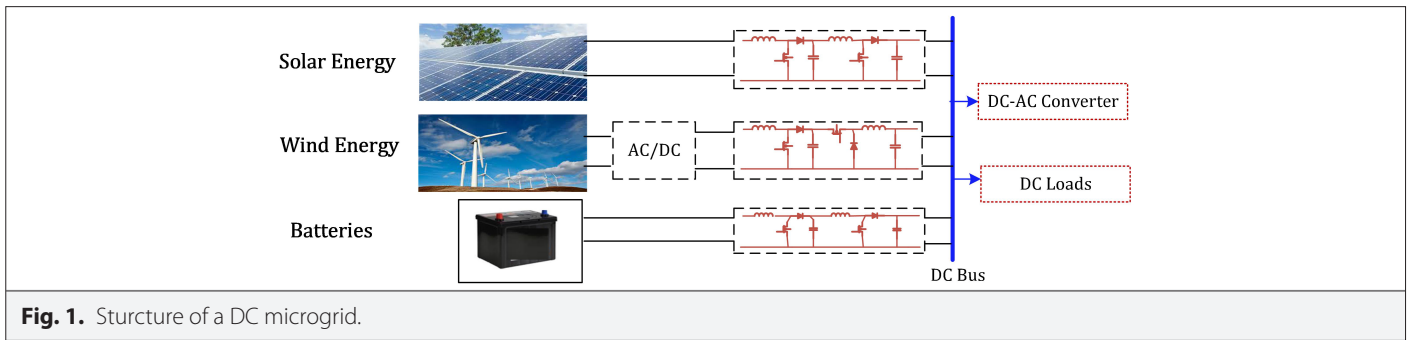 Solar Energy
Wind Energy
AC/DC
Batteries
DC-AC Converter
DC Loads
DC Bus
Fig. 1. Sturcture of a DC microgrid.